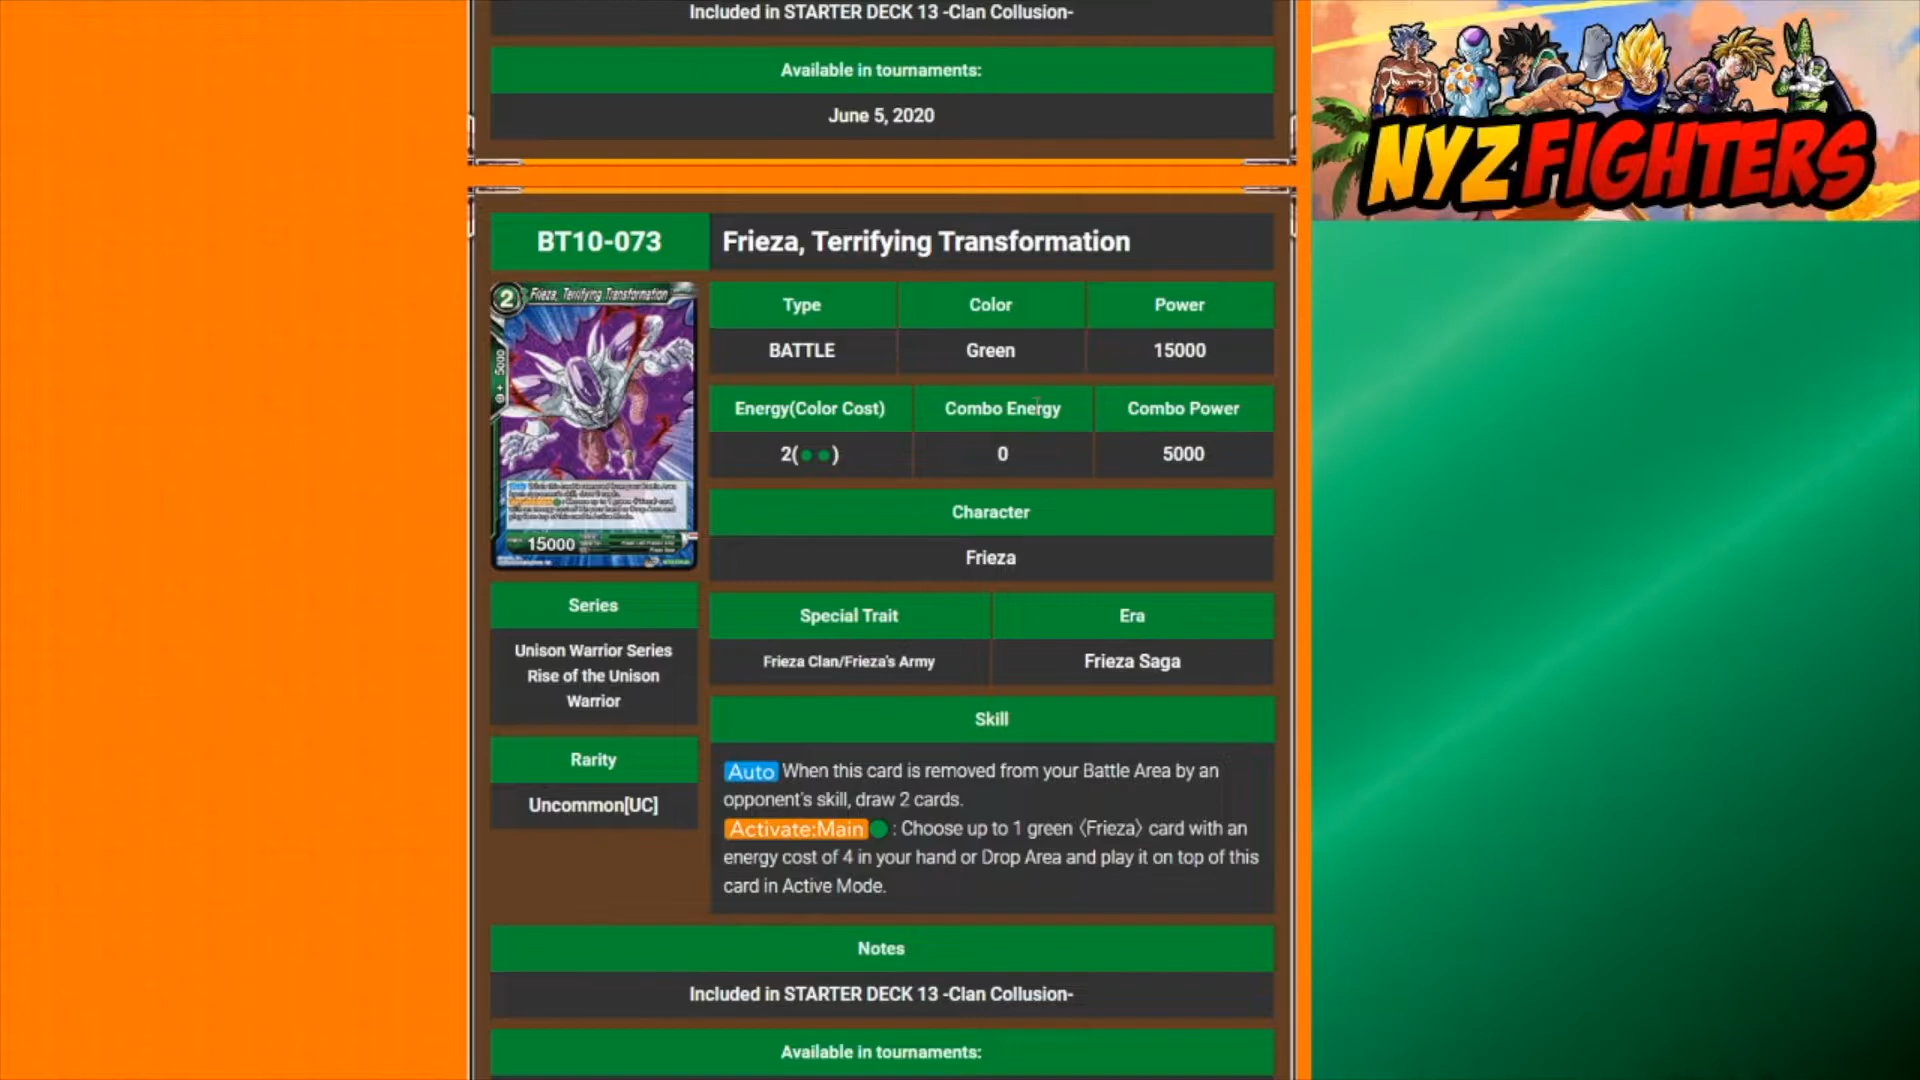 Included in STARTER DECK 13 -Clan Collusion-
Available in tournaments:
June 5, 2020
NYZ FIGHTERS
BT10-073
Frieza, Terrifying Transformation
2
Frieza, Terrifying Transformation
5000
15000
Type
Color
Power
BATTLE
Green
15000
Energy(Color Cost)
Combo Energy
Combo Power
2(●●)
0
5000
Character
Frieza
Series
Special Trait
Era
Unison Warrior Series
Rise of the Unison
Warrior
Frieza Clan/Frieza's Army
Frieza Saga
Rarity
Uncommon[UC]
Skill
Auto When this card is removed from your Battle Area by an
opponent's skill, draw 2 cards.
Activate:Main ● : Choose up to 1 green 〈Frieza〉 card with an
energy cost of 4 in your hand or Drop Area and play it on top of this
card in Active Mode.
Notes
Included in STARTER DECK 13 -Clan Collusion-
Available in tournaments: